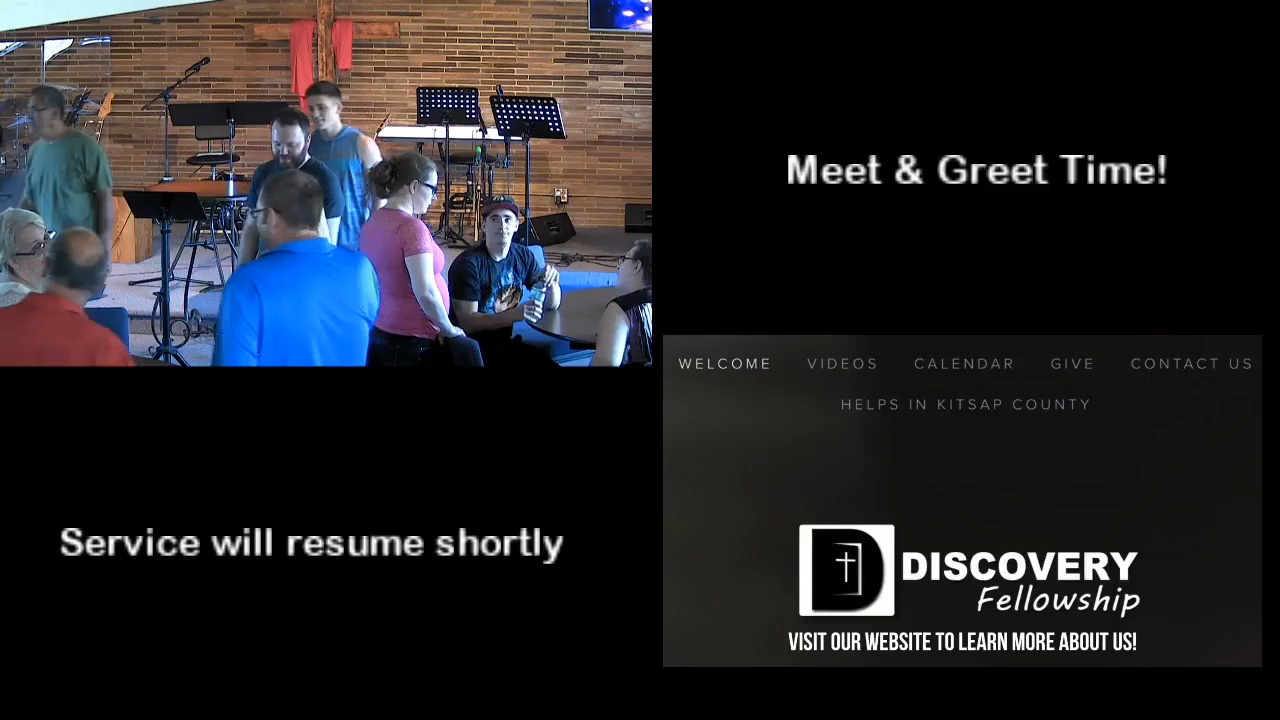 Meet & Greet Time!
WELCOME VIDEOS CALENDAR GIVE CONTACT US
HELPS IN KITSAP COUNTY
Service will resume shortly
DISCOVERY
Fellowship
VISIT OUR WEBSITE TO LEARN MORE ABOUT US!